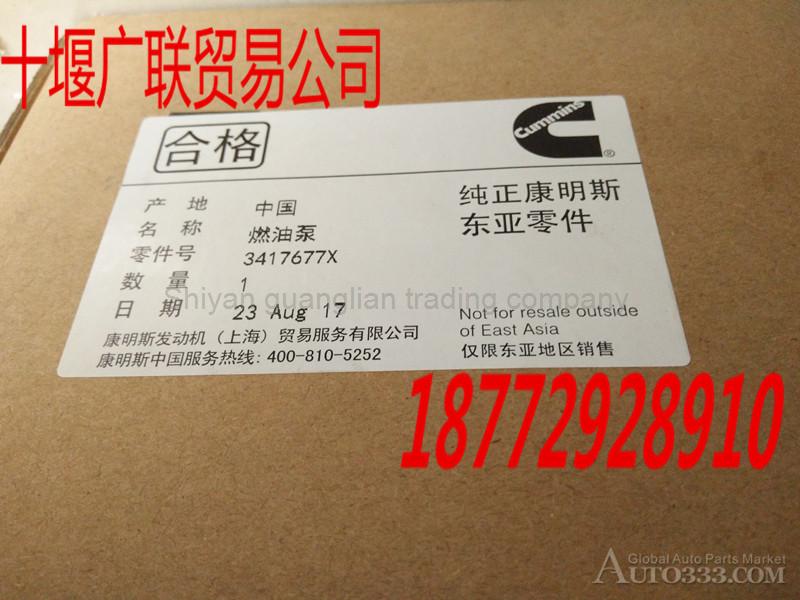 十堰广联贸易公司
合格
Cummins
®
产 地 中国
名 称 燃油泵
零件号 3417677X
数 量 1
日 期 23 Aug 17
纯正康明斯
东亚零件
Shiyan guanglian trading company
Not for resale outside
of East Asia
仅限东亚地区销售
康明斯发动机（上海）贸易服务有限公司
康明斯中国服务热线: 400-810-5252
18772928910
Global Auto Parts Market
AUTO333.COM